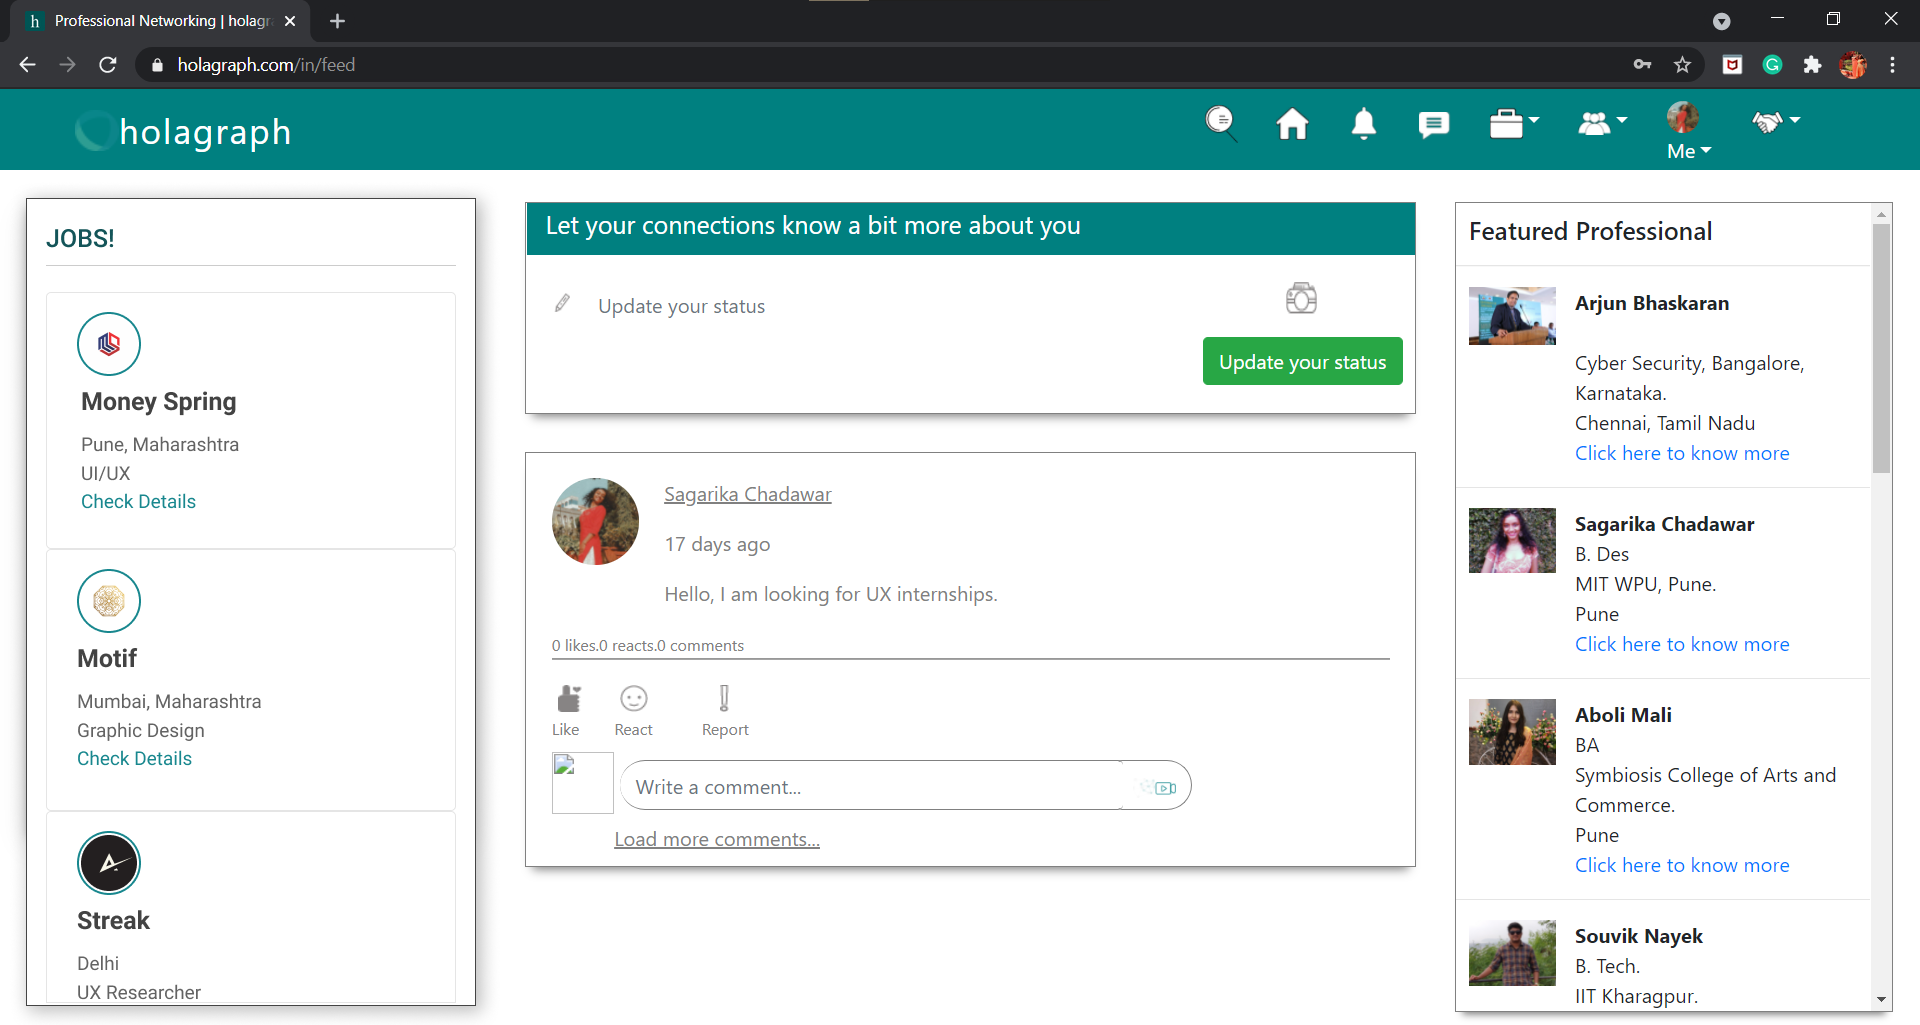 h Professional Networking | holagr
holagraph.com/in/feed
holagraph
Me
JOBS!
Money Spring
Pune, Maharashtra
UI/UX
Check Details
Motif
Mumbai, Maharashtra
Graphic Design
Check Details
Streak
Delhi
UX Researcher
Let your connections know a bit more about you
Update your status
Update your status
Sagarika Chadawar
17 days ago
Hello, I am looking for UX internships.
0 likes.0 reacts.0 comments
Like React Report
Write a comment...
Load more comments...
Featured Professional
Arjun Bhaskaran
Cyber Security, Bangalore,
Karnataka.
Chennai, Tamil Nadu
Click here to know more
Sagarika Chadawar
B. Des
MIT WPU, Pune.
Pune
Click here to know more
Aboli Mali
BA
Symbiosis College of Arts and
Commerce.
Pune
Click here to know more
Souvik Nayek
B. Tech.
IIT Kharagpur.